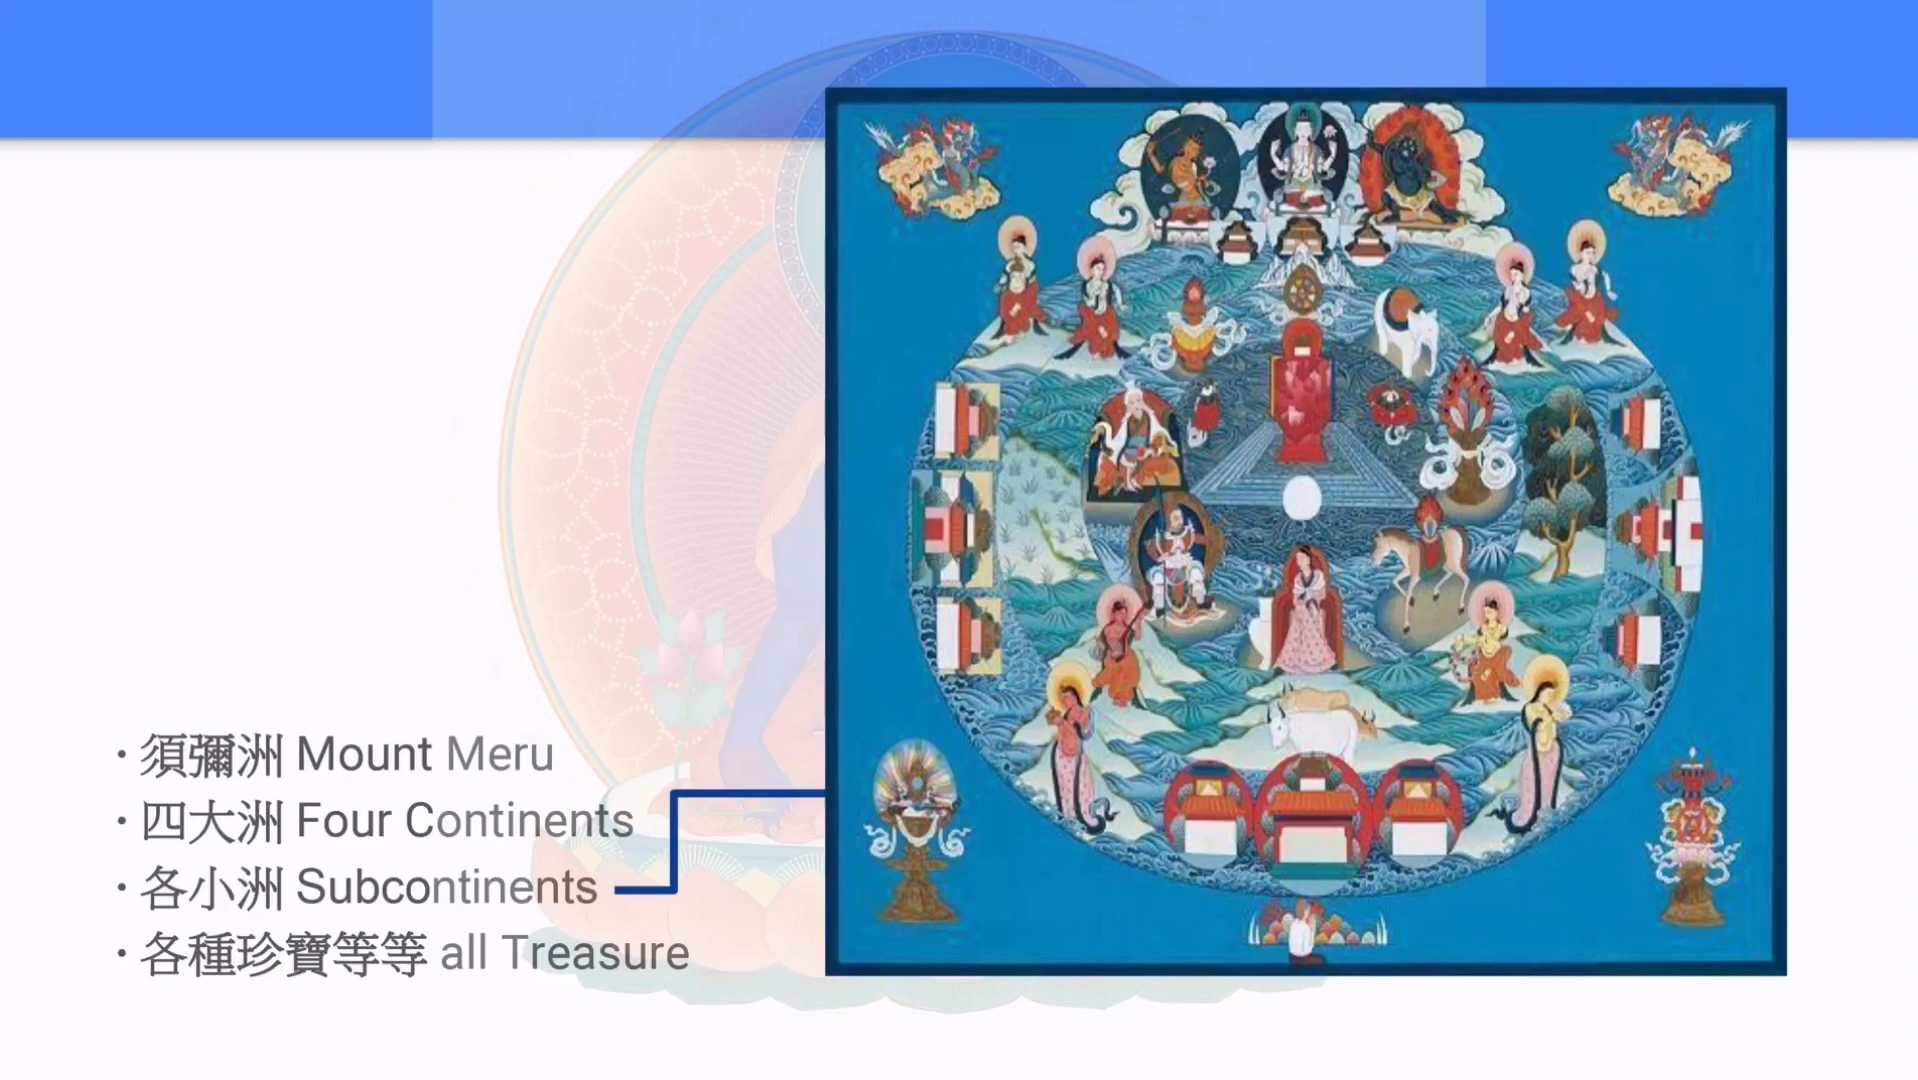 · 須彌洲 Mount Meru
· 四大洲 Four Continents
· 各小洲 Subcontinents
· 各種珍寶等等 all Treasure